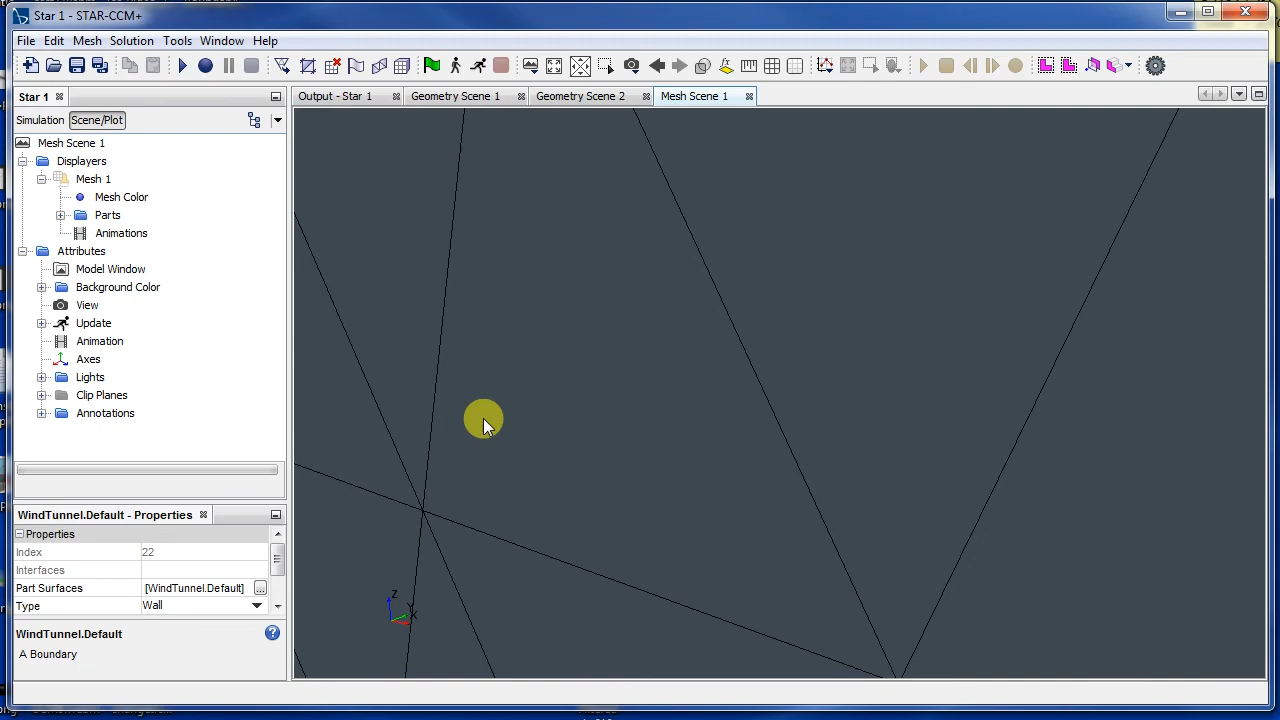 Star 1 - STAR-CCM+
File Edit Mesh Solution Tools Window Help
Star 1
Output - Star 1 Geometry Scene 1 Geometry Scene 2 Mesh Scene 1
Simulation Scene/Plot
Mesh Scene 1
Displayers
Mesh 1
Mesh Color
Parts
Animations
Attributes
Model Window
Background Color
View
Update
Animation
Axes
Lights
Clip Planes
Annotations
WindTunnel.Default - Properties
Properties
Index 22
Interfaces
Part Surfaces [WindTunnel.Default] ...
Type Wall
WindTunnel.Default
A Boundary
Z
Y
X